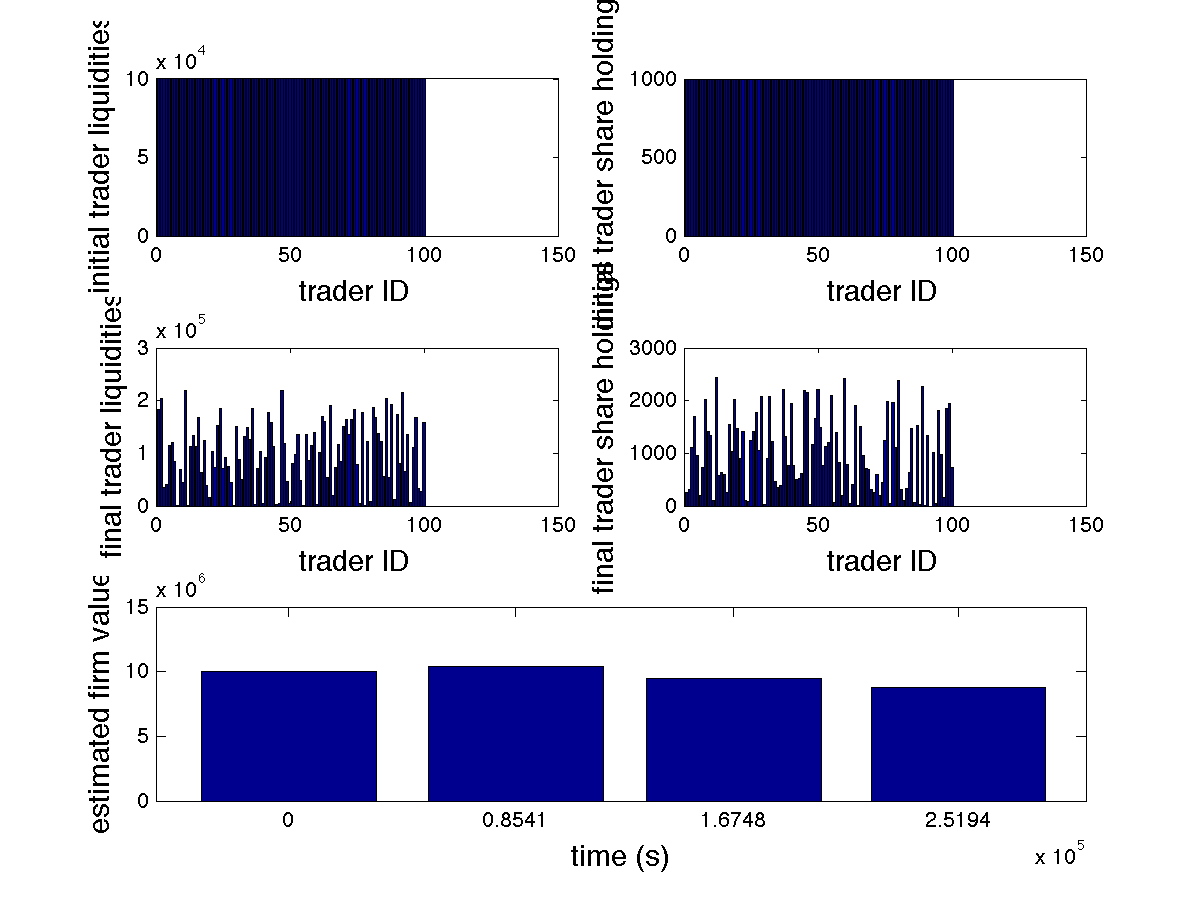 initial trader liquidities
x 10^4
10
5
0
0 50 100 150
trader ID
trader share holding
1000
500
0
0 50 100 150
trader ID
final trader liquidities
x 10^5
3
2
1
0
0 50 100 150
trader ID
final trader share holdings
3000
2000
1000
0
0 50 100 150
trader ID
estimated firm value
x 10^6
15
10
5
0
0 0.8541 1.6748 2.5194
time (s)
x 10^5